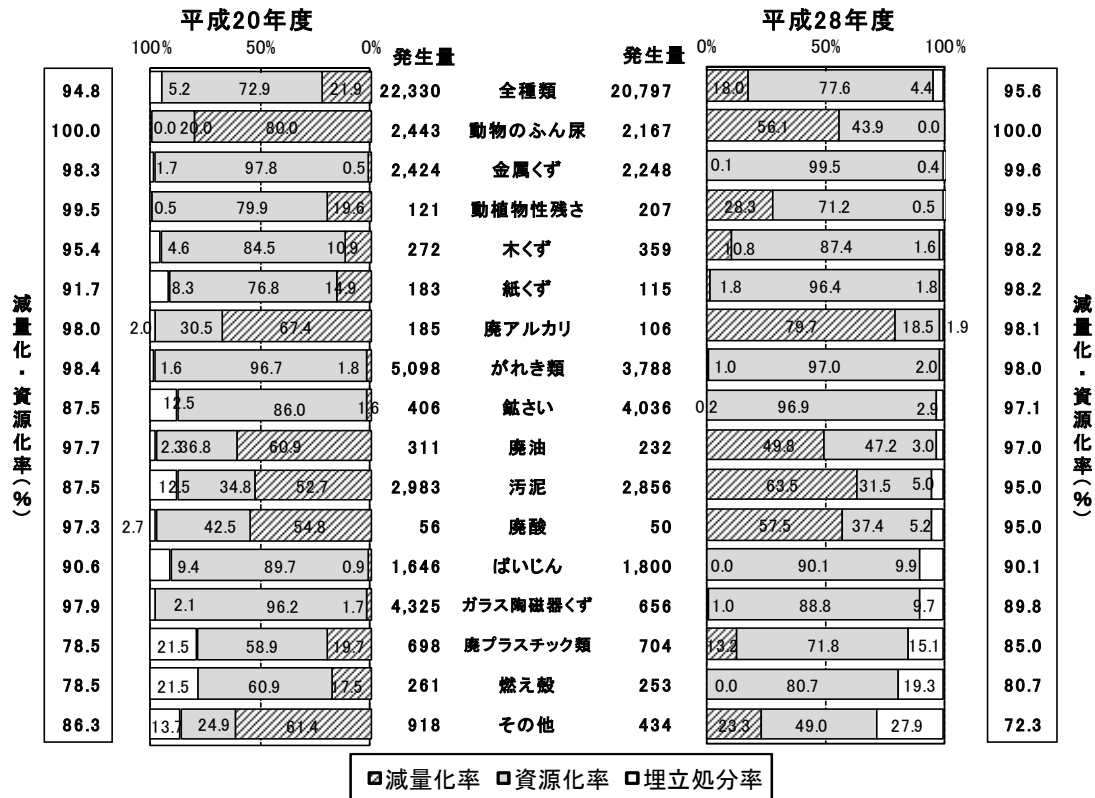 平成20年度 平成28年度
100% 50% 0% 発生量 発生量 0% 50% 100%
94.8 5.2 72.9 21.9 22,330 全種類 20,797 18.0 77.6 4.4 95.6
100.0 0.0 20.0 80.0 2,443 動物のふん尿 2,167 56.1 43.9 0.0 100.0
98.3 1.7 97.8 0.5 2,424 金属くず 2,248 0.1 99.5 0.4 99.6
99.5 0.5 79.9 19.6 121 動植物性残さ 207 28.3 71.2 0.5 99.5
95.4 4.6 84.5 10.9 272 木くず 359 10.8 87.4 1.6 98.2
91.7 8.3 76.8 14.9 183 紙くず 115 1.8 96.4 1.8 98.2
98.0 2.0 30.5 67.4 185 廃アルカリ 106 79.7 18.5 1.9 98.1
98.4 1.6 96.7 1.8 5,098 がれき類 3,788 1.0 97.0 2.0 98.0
87.5 12.5 86.0 1.6 406 鉱さい 4,036 0.2 96.9 2.9 97.1
97.7 2.3 36.8 60.9 311 廃油 232 49.8 47.2 3.0 97.0
87.5 12.5 34.8 52.7 2,983 汚泥 2,856 63.5 31.5 5.0 95.0
97.3 2.7 42.5 54.8 56 廃酸 50 57.5 37.4 5.2 95.0
90.6 9.4 89.7 0.9 1,646 ばいじん 1,800 0.0 90.1 9.9 90.1
97.9 2.1 96.2 1.7 4,325 ガラス陶磁器くず 656 1.0 88.8 9.7 89.8
78.5 21.5 58.9 19.7 698 廃プラスチック類 704 13.2 71.8 15.1 85.0
78.5 21.5 60.9 17.5 261 燃え殻 253 0.0 80.7 19.3 80.7
86.3 13.7 24.9 61.4 918 その他 434 23.3 49.0 27.9 72.3
減量化・資源化率(%)
減量化・資源化率(%)
減量化率 資源化率 埋立処分率